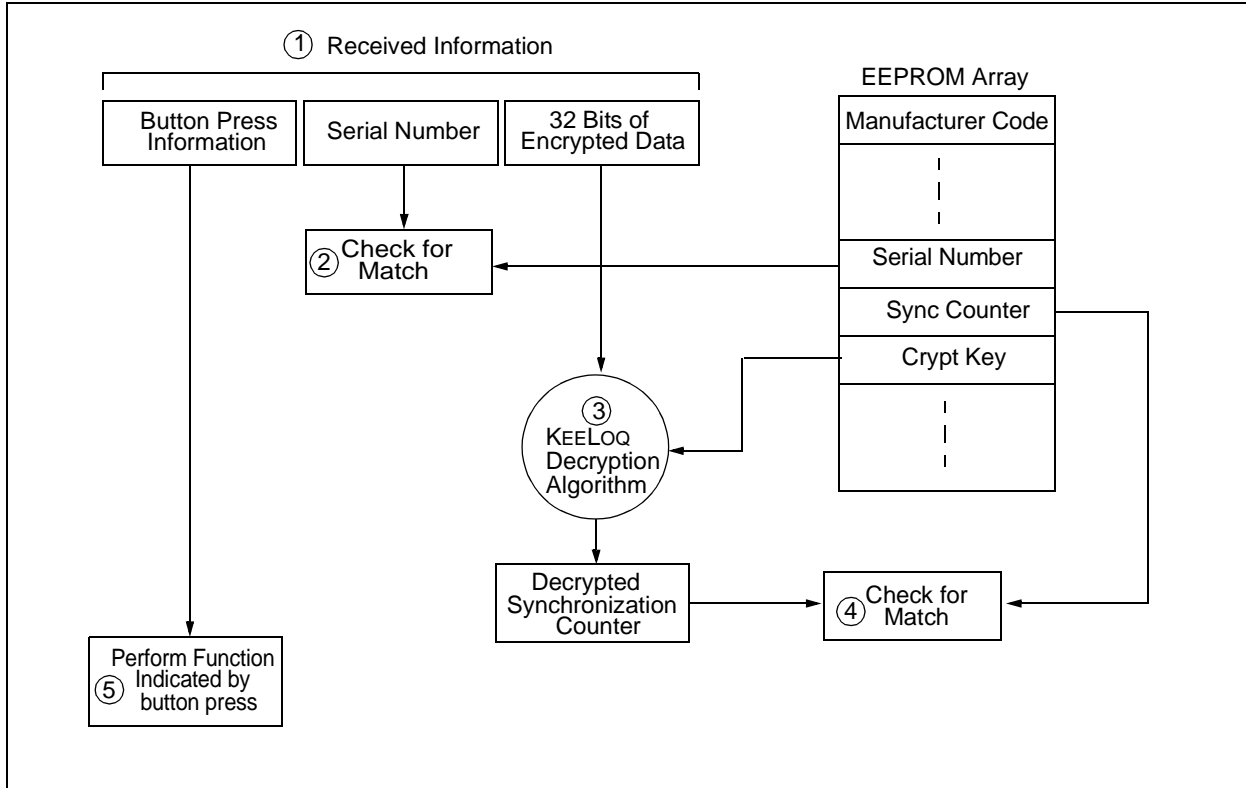 1 Received Information
EEPROM Array
Button Press
Information
Serial Number
32 Bits of
Encrypted Data
Manufacturer Code
2 Check for
Match
Serial Number
Sync Counter
Crypt Key
3
KEELOQ
Decryption
Algorithm
Decrypted
Synchronization
Counter
4 Check for
Match
Perform Function
5 Indicated by
button press